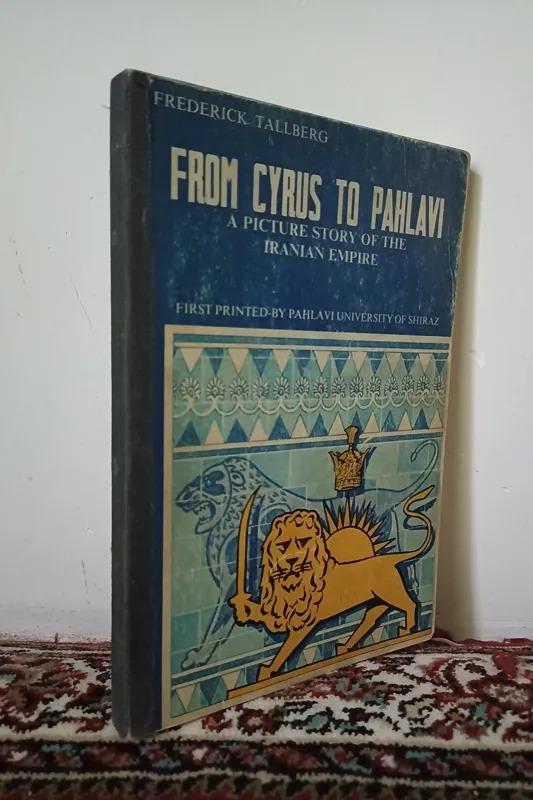 FREDERICK TALLBERG
FROM CYRUS TO PAHLAVI
A PICTURE STORY OF THE
IRANIAN EMPIRE
FIRST PRINTED-BY PAHLAVI UNIVERSITY OF SHIRAZ